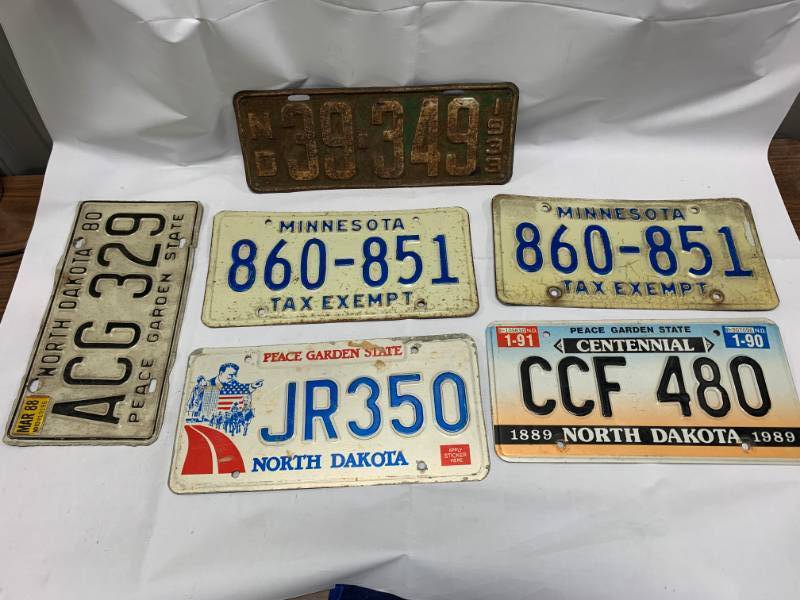 ND 39-349 1933
NORTH DAKOTA 80
ACG 329
PEACE GARDEN STATE
MAR 88
MINNESOTA
860-851
TAX EXEMPT
MINNESOTA
860-851
TAX EXEMPT
PEACE GARDEN STATE
JR350
NORTH DAKOTA
APPLY
STICKER
HERE
PEACE GARDEN STATE
1-91 1-90
CENTENNIAL
CCF 480
1889 NORTH DAKOTA 1989